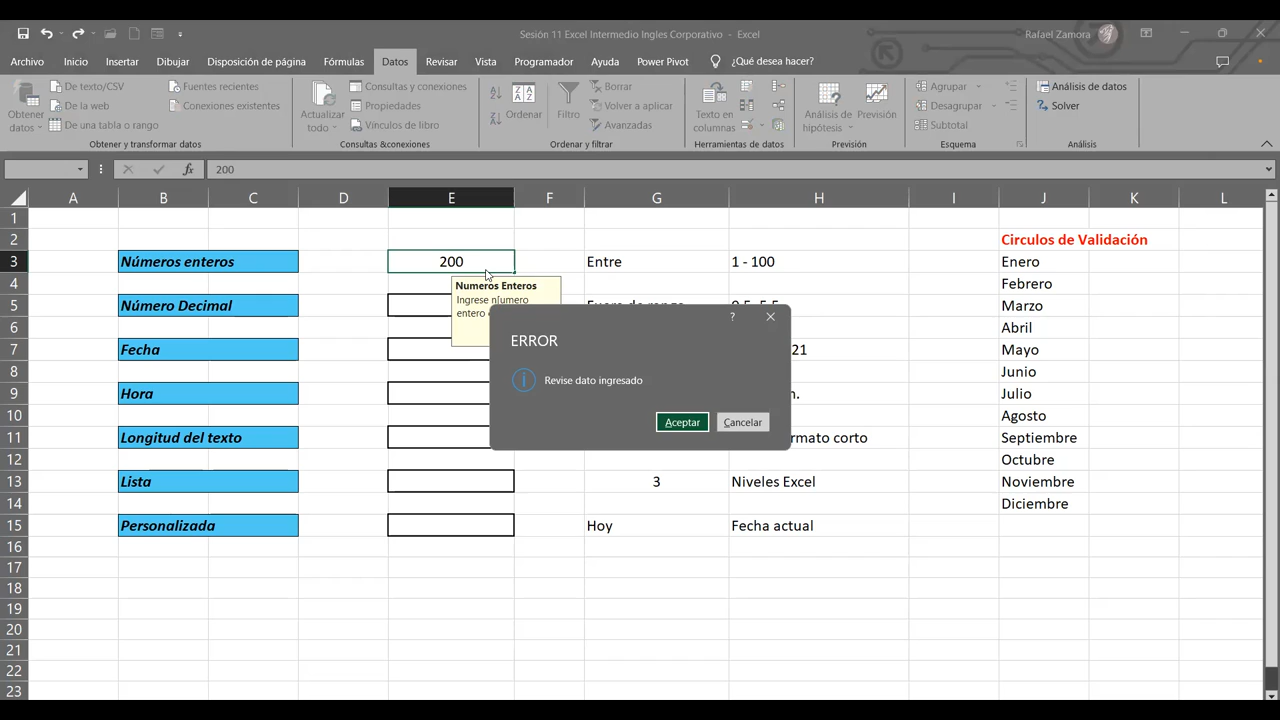 Sesión 11 Excel Intermedio Ingles Corporativo - Excel
Rafael Zamora
Archivo Inicio Insertar Dibujar Disposición de página Fórmulas Datos Revisar Vista Programador Ayuda Power Pivot ¿Qué desea hacer?
Obtener datos
De texto/CSV
De la web
De una tabla o rango
Fuentes recientes
Conexiones existentes
Obtener y transformar datos
Actualizar todo
Consultas y conexiones
Propiedades
Vínculos de libro
Consultas &conexiones
Ordenar
Filtro
Borrar
Volver a aplicar
Avanzadas
Ordenar y filtrar
Texto en columnas
Herramientas de datos
Análisis de hipótesis
Previsión
Previsión
Agrupar
Desagrupar
Subtotal
Esquema
Análisis de datos
Solver
Análisis
fx 200
A B C D E F G H I J K L
1
2 Circulos de Validación
3 Números enteros 200 Entre 1 - 100 Enero
4 Febrero
5 Número Decimal Marzo
6 Abril
7 Fecha 21 Mayo
8 Junio
9 Hora Julio
10 Agosto
11 Longitud del texto rmato corto Septiembre
12 Octubre
13 Lista 3 Niveles Excel Noviembre
14 Diciembre
15 Personalizada Hoy Fecha actual
16
17
18
19
20
21
22
23
Numeros Enteros
Ingrese número
entero
ERROR
?
Revise dato ingresado
Aceptar Cancelar